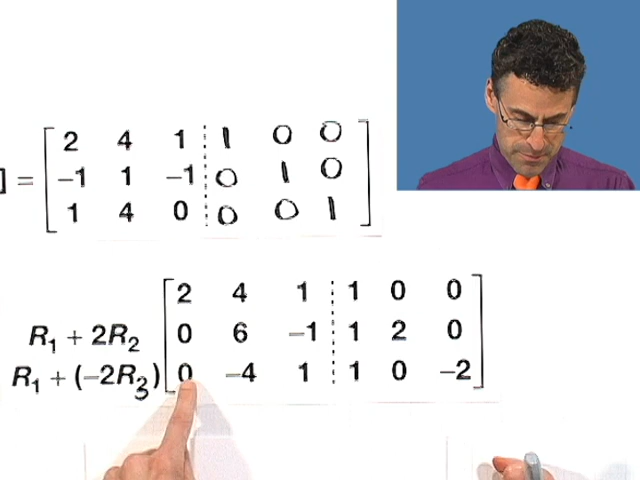 2 4 1 1 0 0
] = -1 1 -1 0 1 0
1 4 0 0 0 1
2 4 1 1 0 0
R1 + 2R2 0 6 -1 1 2 0
R1 + (-2R3) 0 -4 1 1 0 -2